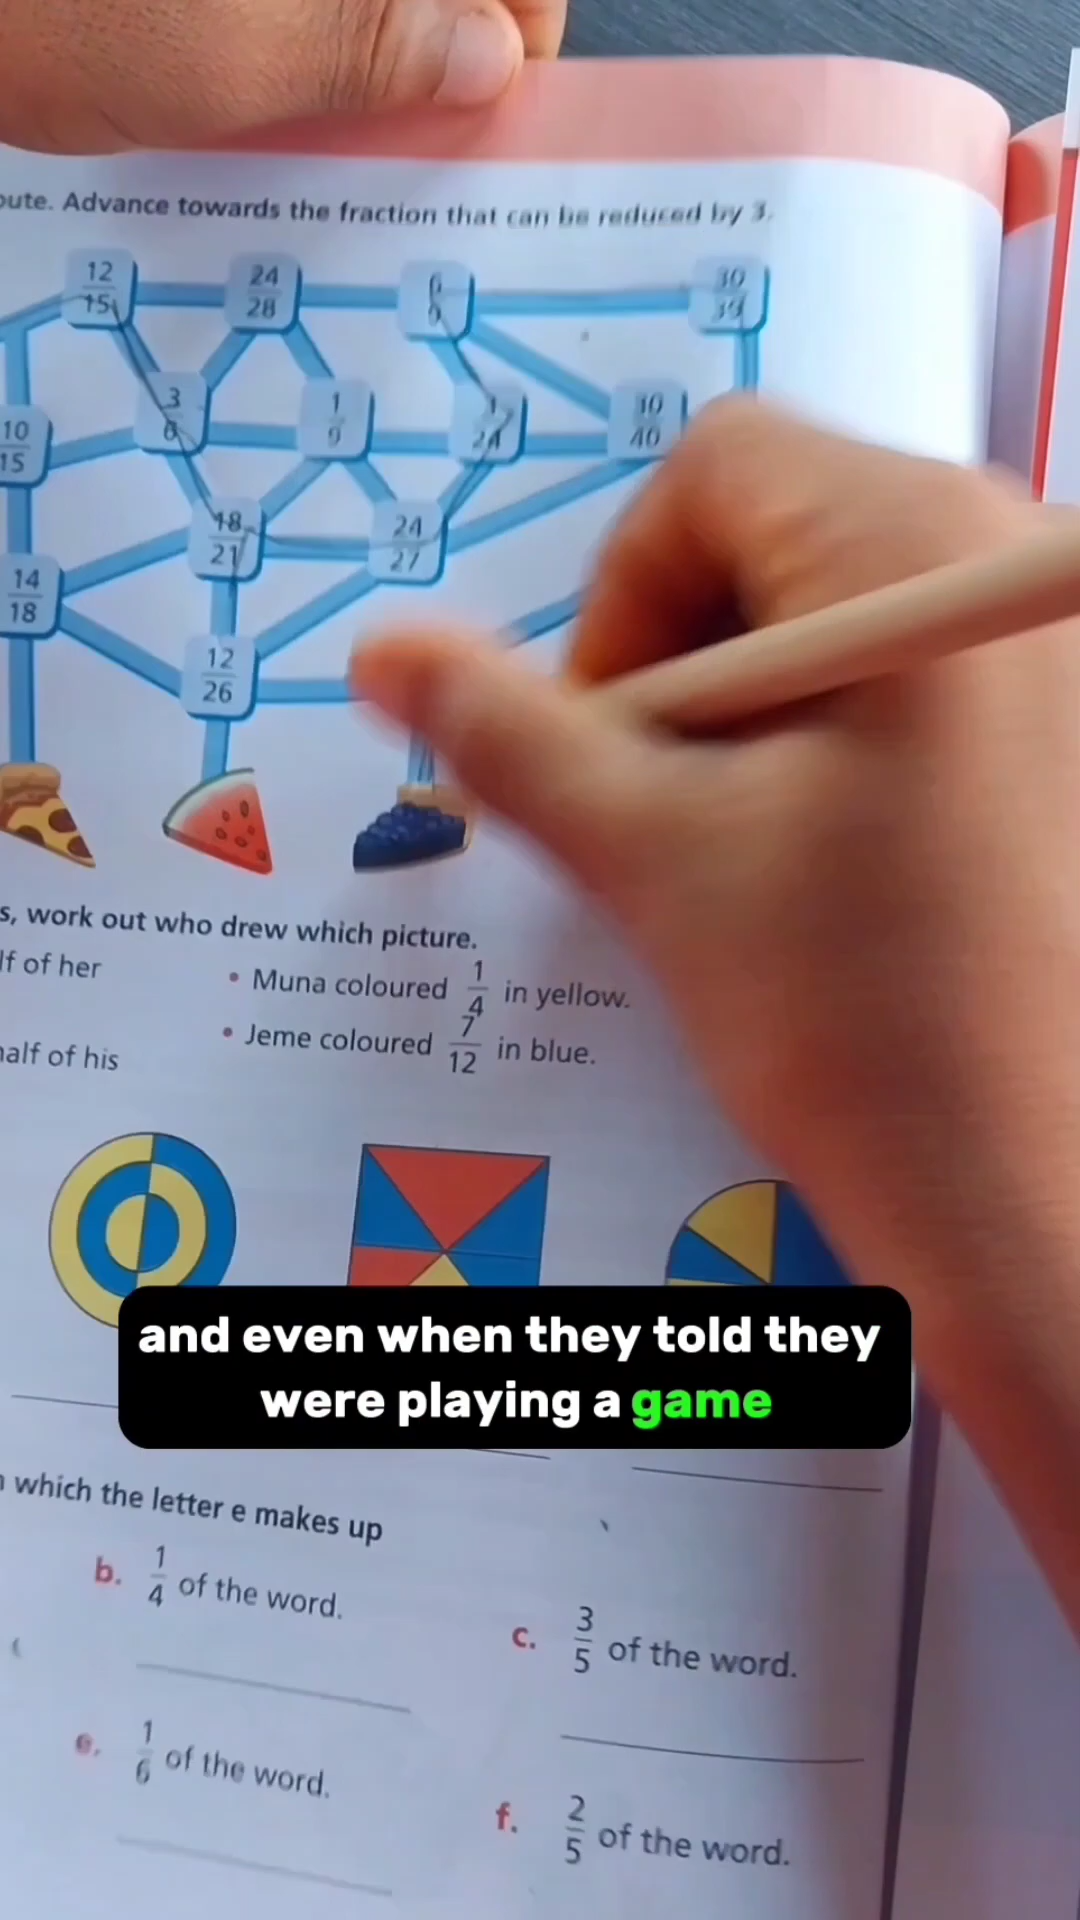 oute. Advance towards the fraction that can be reduced by 3.
12
15
24
28
6
9
30
39
3
6
1
9
24
10
40
10
15
18
21
24
27
14
18
12
26
s, work out who drew which picture.
lf of her
• Muna coloured 1/4 in yellow.
half of his
• Jeme coloured 7/12 in blue.
and even when they told they
were playing a game
n which the letter e makes up
b. 1/4 of the word.
c. 3/5 of the word.
e. 1/6 of the word.
f. 2/5 of the word.